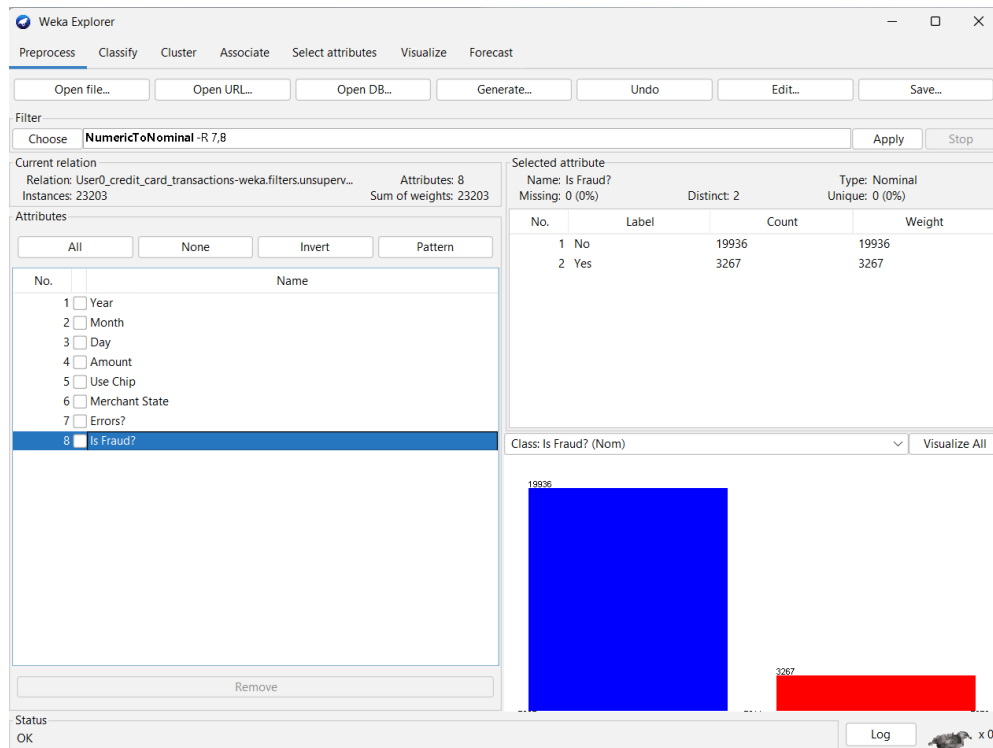 Weka Explorer
Preprocess Classify Cluster Associate Select attributes Visualize Forecast
Open file... Open URL... Open DB... Generate... Undo Edit... Save...
Filter
Choose NumericToNominal -R 7,8 Apply Stop
Current relation
Relation: User0_credit_card_transactions-weka.filters.unsuperv... Attributes: 8
Instances: 23203 Sum of weights: 23203
Attributes
All None Invert Pattern
No. Name
1 Year
2 Month
3 Day
4 Amount
5 Use Chip
6 Merchant State
7 Errors?
8 Is Fraud?
Remove
Selected attribute
Name: Is Fraud? Type: Nominal
Missing: 0 (0%) Distinct: 2 Unique: 0 (0%)
No. Label Count Weight
1 No 19936 19936
2 Yes 3267 3267
Class: Is Fraud? (Nom) Visualize All
19936
3267
Status
OK
Log x 0